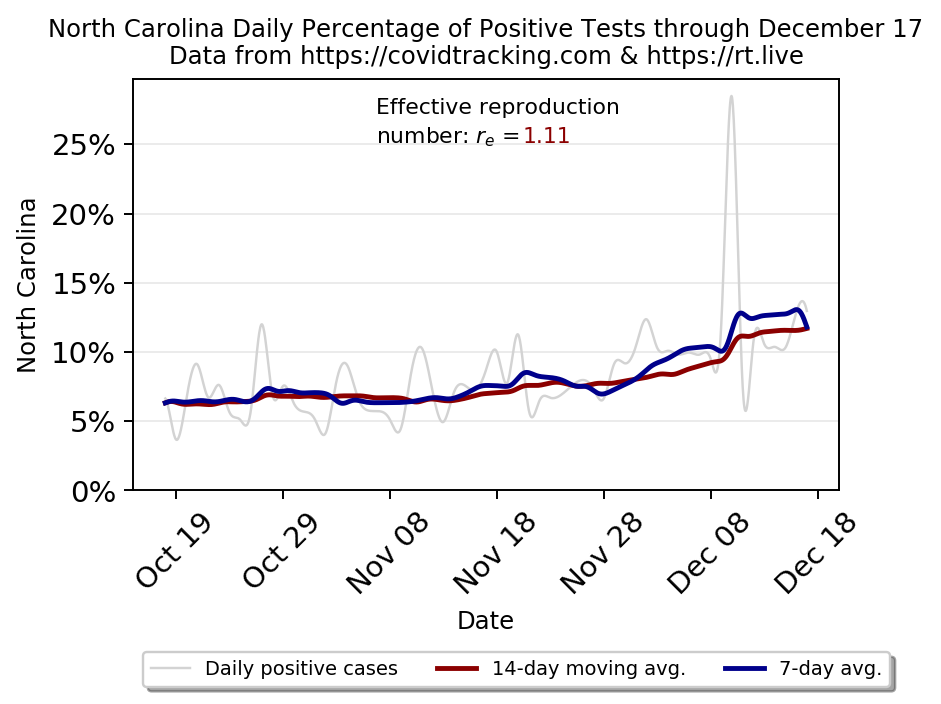 North Carolina Daily Percentage of Positive Tests through December 17
Data from https://covidtracking.com & https://rt.live
Effective reproduction
number: rₑ =1.11
North Carolina
25%
20%
15%
10%
5%
0%
Oct 19
Oct 29
Nov 08
Nov 18
Nov 28
Dec 08
Dec 18
Date
Daily positive cases
14-day moving avg.
7-day avg.